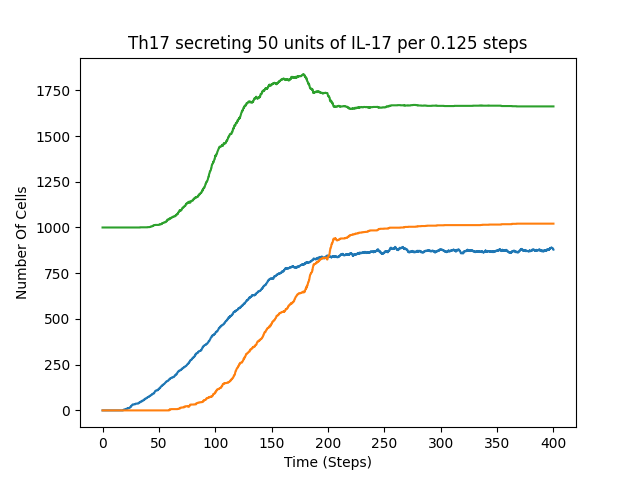 Th17 secreting 50 units of IL-17 per 0.125 steps
1750
1500
1250
1000
750
500
250
0
Number Of Cells
0 50 100 150 200 250 300 350 400
Time (Steps)